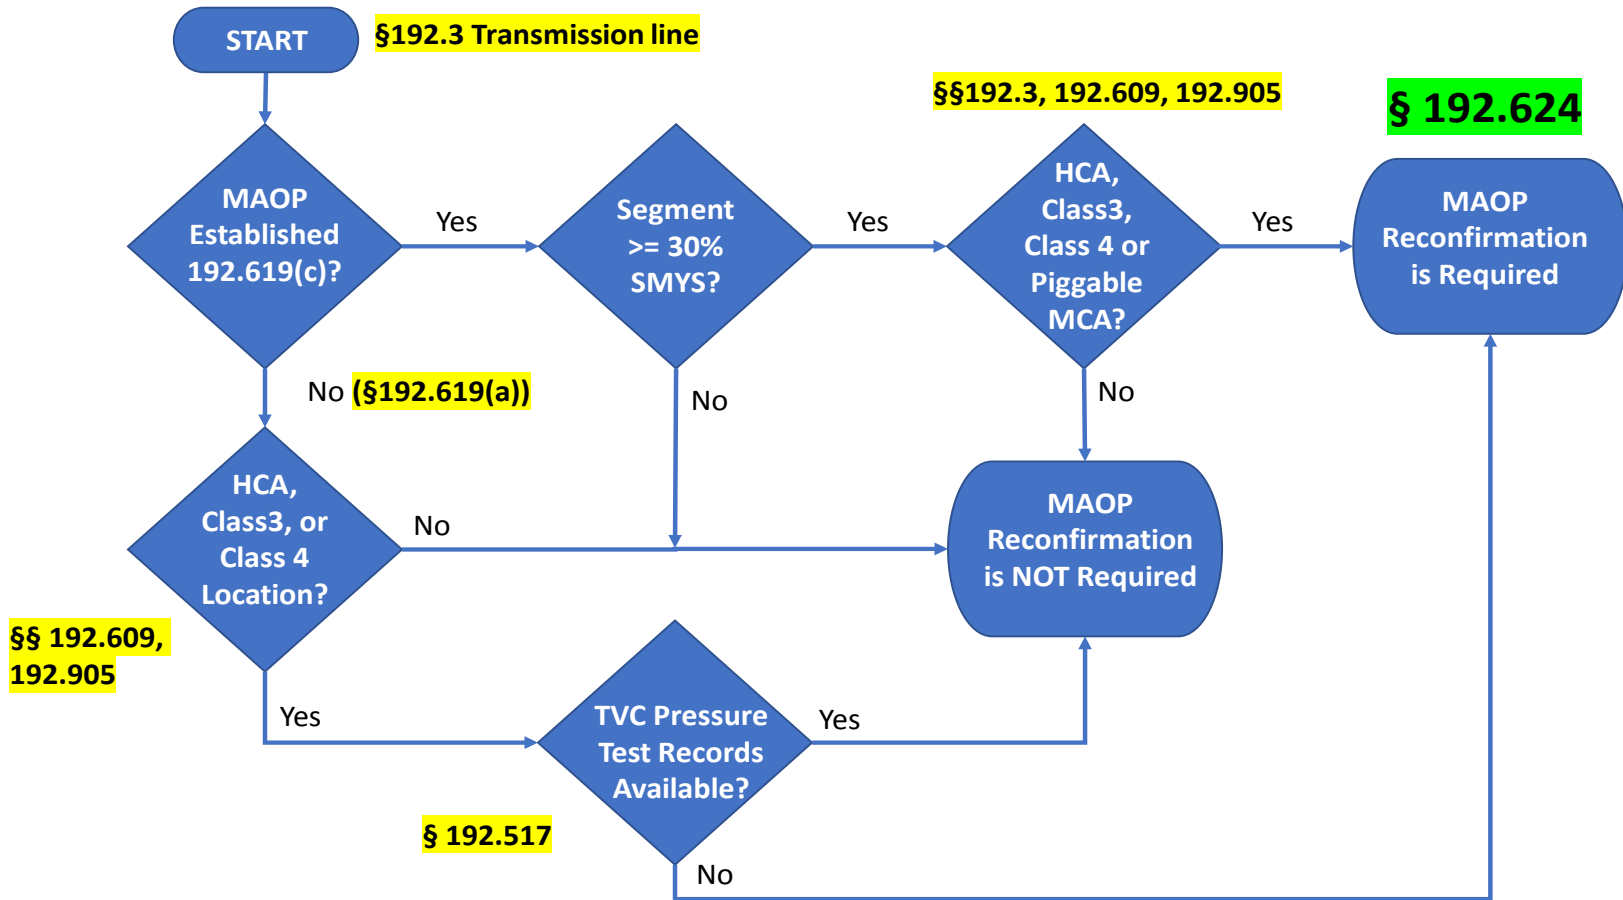 START
§192.3 Transmission line
§§192.3, 192.609, 192.905
§ 192.624
MAOP
Established
192.619(c)?
Yes
Segment
>= 30%
SMYS?
Yes
HCA,
Class3,
Class 4 or
Piggable
MCA?
Yes
MAOP
Reconfirmation
is Required
No (§192.619(a))
No
No
HCA,
Class3, or
Class 4
Location?
No
MAOP
Reconfirmation
is NOT Required
§§ 192.609,
192.905
Yes
TVC Pressure
Test Records
Available?
Yes
§ 192.517
No